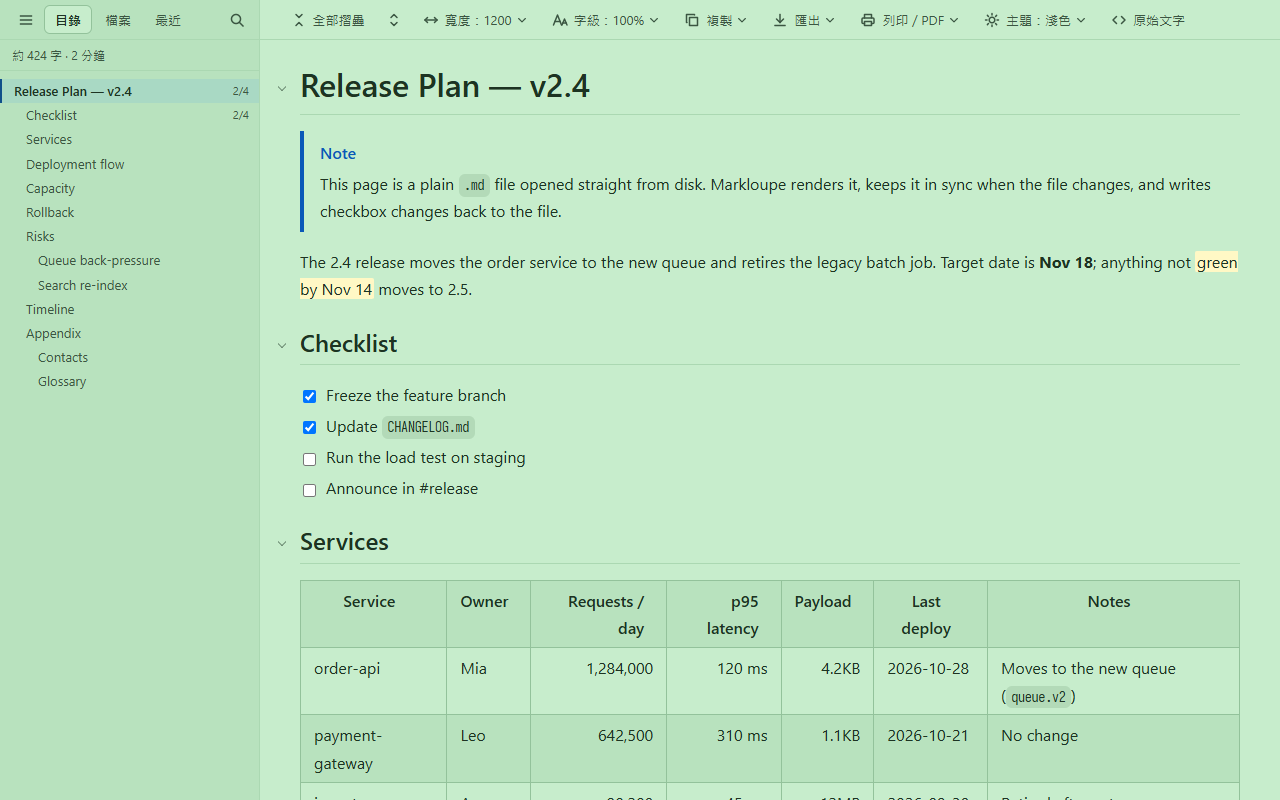 目錄 檔案 最近
全部摺疊 寬度：1200 字級：100% 複製 匯出 列印 / PDF 主題：淺色 原始文字
約 424 字 · 2 分鐘
Release Plan — v2.4 2/4
Checklist 2/4
Services
Deployment flow
Capacity
Rollback
Risks
Queue back-pressure
Search re-index
Timeline
Appendix
Contacts
Glossary
Release Plan — v2.4
Note
This page is a plain .md file opened straight from disk. Markloupe renders it, keeps it in sync when the file changes, and writes
checkbox changes back to the file.
The 2.4 release moves the order service to the new queue and retires the legacy batch job. Target date is Nov 18; anything not green
by Nov 14 moves to 2.5.
Checklist
Freeze the feature branch
Update CHANGELOG.md
Run the load test on staging
Announce in #release
Services
Service Owner Requests / day p95 latency Payload Last deploy Notes
order-api Mia 1,284,000 120 ms 4.2KB 2026-10-28 Moves to the new queue
(queue.v2)
payment-gateway Leo 642,500 310 ms 1.1KB 2026-10-21 No change